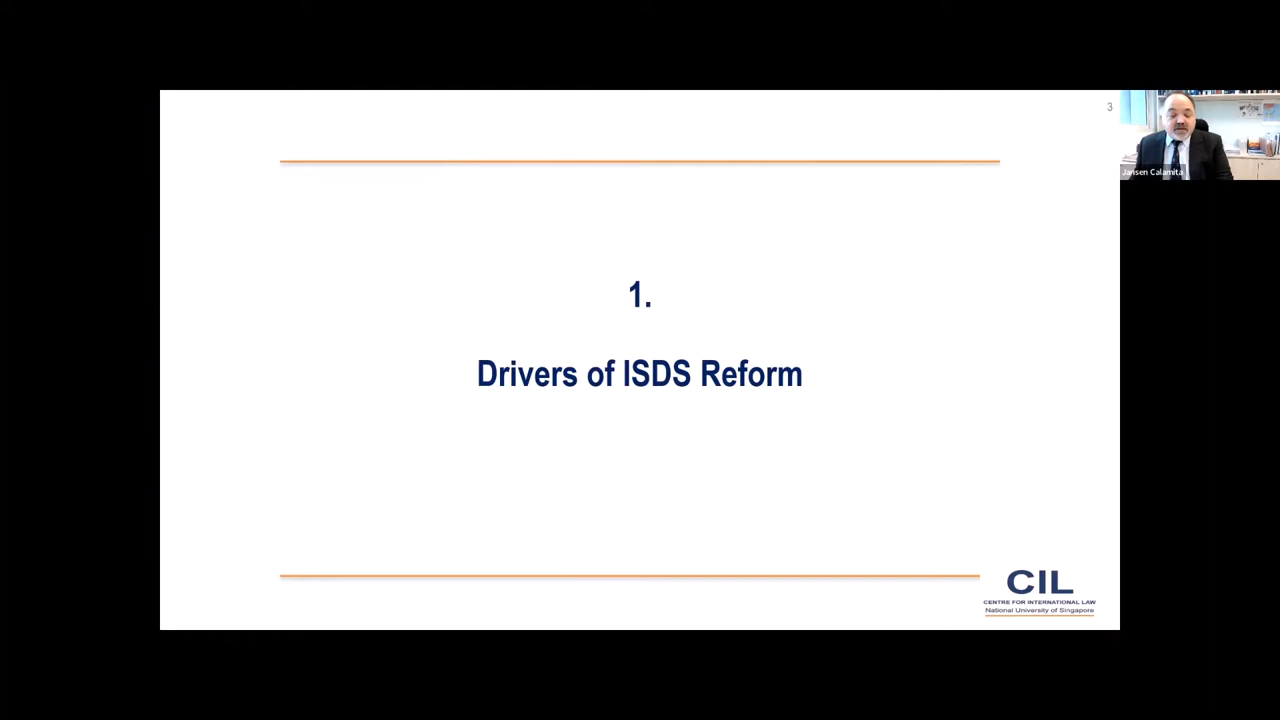 3
Jansen Calamita
1.
Drivers of ISDS Reform
CIL
CENTRE FOR INTERNATIONAL LAW
National University of Singapore